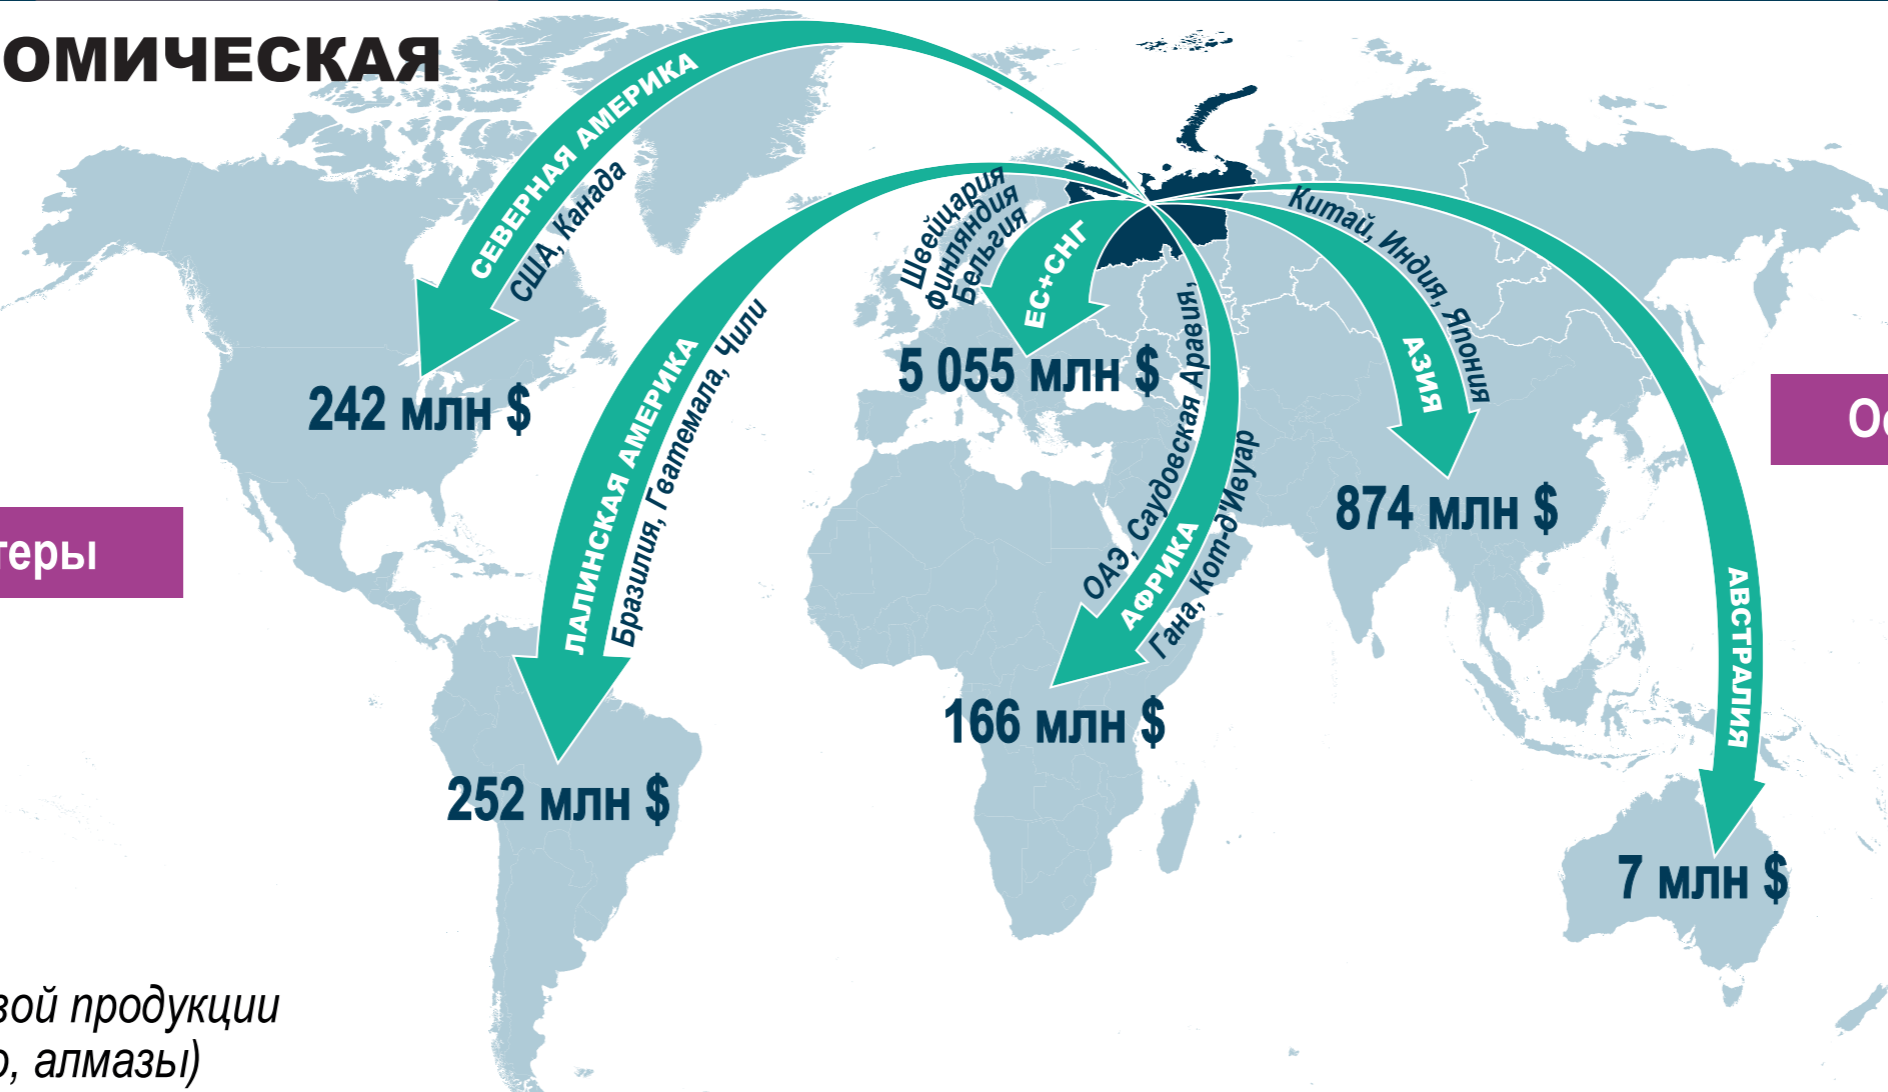 ОМИЧЕСКАЯ
СЕВЕРНАЯ АМЕРИКА
США, Канада
242 млн $
ЛАЛИНСКАЯ АМЕРИКА
Бразилия, Гватемала, Чили
252 млн $
Швейцария
Финляндия
Бельгия
ЕС+СНГ
5 055 млн $
ОАЭ, Саудовская Аравия,
АФРИКА
Гана, Кот-д'Ивуар
166 млн $
Китай, Индия, Япония
АЗИЯ
874 млн $
АВСТРАЛИЯ
7 млн $
Ос
теры
вой продукции
о, алмазы)